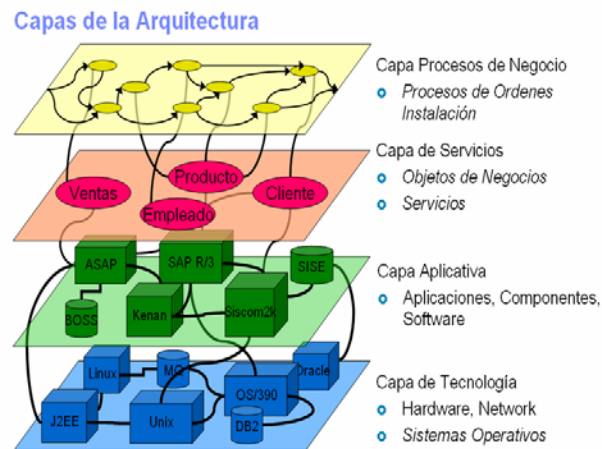 Capas de la Arquitectura
Capa Procesos de Negocio
Procesos de Ordenes
Instalación
Capa de Servicios
Objetos de Negocios
Servicios
Ventas
Producto
Cliente
Empleado
Capa Aplicativa
Aplicaciones, Componentes,
Software
ASAP
SAP R/3
SISE
BOSS
Kenan
Siscom2k
Capa de Tecnología
Hardware, Network
Sistemas Operativos
Linux
MQ
Oracle
OS/390
J2EE
Unix
DB2